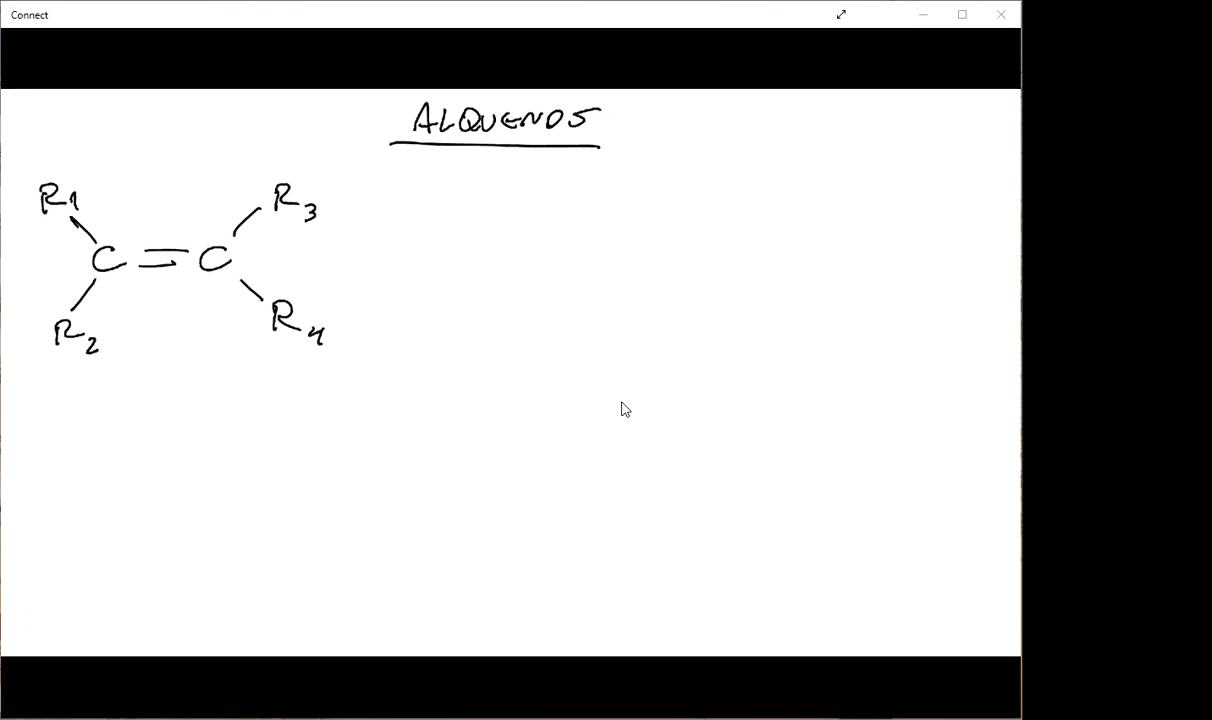 Connect
ALQUENOS
R1 R3
C = C
R2 R4